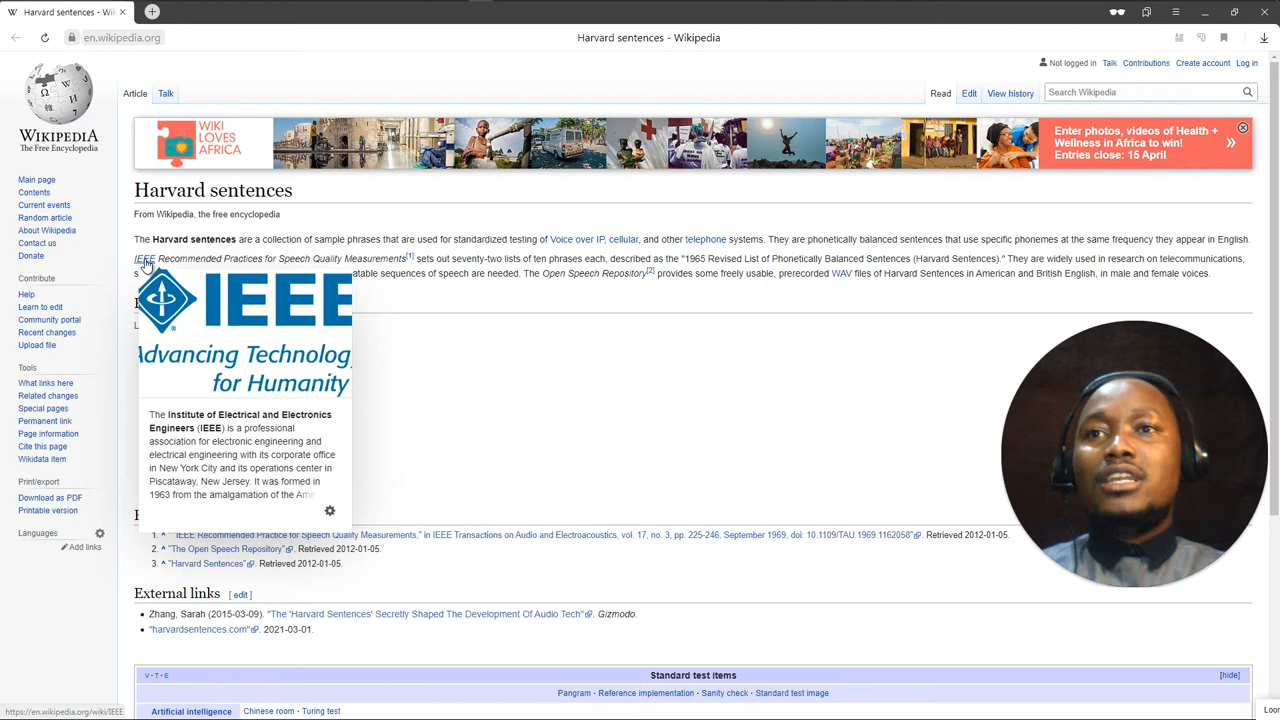 Harvard sentences - Wi
en.wikipedia.org
Harvard sentences - Wikipedia
Not logged in Talk Contributions Create account Log in
WIKIPEDIA
The Free Encyclopedia
Article Talk
Read Edit View history
Search Wikipedia
WIKI
LOVES
AFRICA
Enter photos, videos of Health +
Wellness in Africa to win!
Entries close: 15 April
Main page
Contents
Current events
Random article
About Wikipedia
Contact us
Donate
Contribute
Help
Learn to edit
Community portal
Recent changes
Upload file
Tools
What links here
Related changes
Special pages
Permanent link
Page information
Cite this page
Wikidata item
Print/export
Download as PDF
Printable version
Languages
Add links
Harvard sentences
From Wikipedia, the free encyclopedia
The Harvard sentences are a collection of sample phrases that are used for standardized testing of Voice over IP, cellular, and other telephone systems. They are phonetically balanced sentences that use specific phonemes at the same frequency they appear in English.
IEEE Recommended Practices for Speech Quality Measurements[1] sets out seventy-two lists of ten phrases each, described as the "1965 Revised List of Phonetically Balanced Sentences (Harvard Sentences)." They are widely used in research on telecommunications,
s atable sequences of speech are needed. The Open Speech Repository[2] provides some freely usable, prerecorded WAV files of Harvard Sentences in American and British English, in male and female voices.
IEEE
Advancing Technology
for Humanity
The Institute of Electrical and Electronics
Engineers (IEEE) is a professional
association for electronic engineering and
electrical engineering with its corporate office
in New York City and its operations center in
Piscataway, New Jersey. It was formed in
1963 from the amalgamation of the Ame
1. ^ "IEEE Recommended Practice for Speech Quality Measurements," in IEEE Transactions on Audio and Electroacoustics, vol. 17, no. 3, pp. 225-246, September 1969, doi: 10.1109/TAU.1969.1162058". Retrieved 2012-01-05.
2. ^ "The Open Speech Repository". Retrieved 2012-01-05.
3. ^ "Harvard Sentences". Retrieved 2012-01-05.
External links [ edit ]
• Zhang, Sarah (2015-03-09). "The 'Harvard Sentences' Secretly Shaped The Development Of Audio Tech". Gizmodo.
• "harvardsentences.com". 2021-03-01.
V·T·E Standard test items [hide]
Pangram · Reference implementation · Sanity check · Standard test image
Artificial intelligence Chinese room · Turing test
https://en.wikipedia.org/wiki/IEEE
Loor